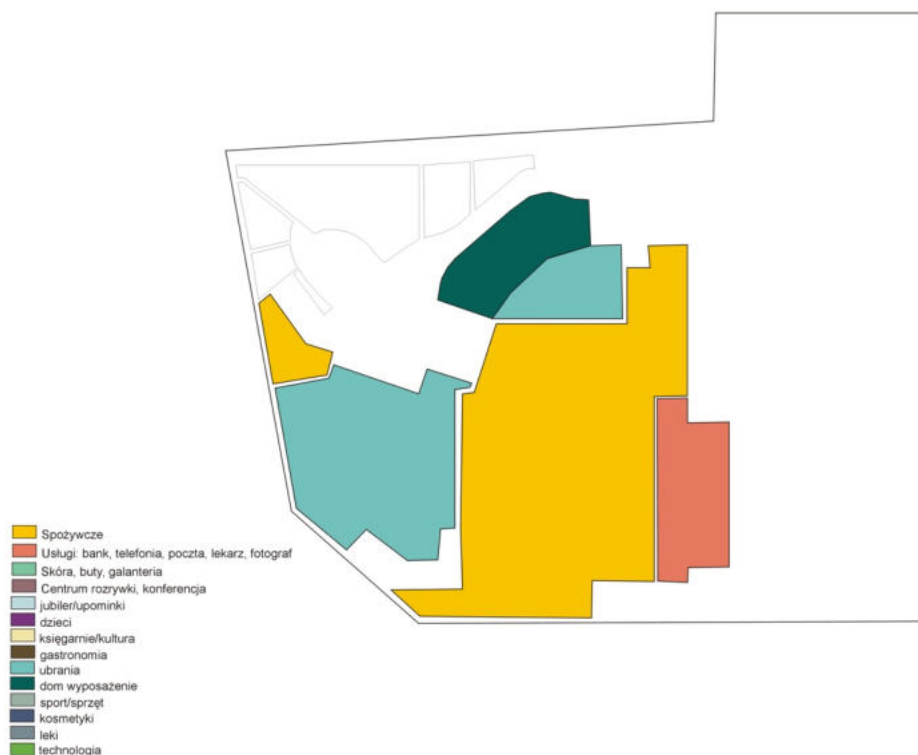 Spożywcze
Usługi: bank, telefonia, poczta, lekarz, fotograf
Skóra, buty, galanteria
Centrum rozrywki, konferencja
jubiler/upominki
dzieci
księgarnie/kultura
gastronomia
ubrania
dom wyposażenie
sport/sprzęt
kosmetyki
leki
technologia